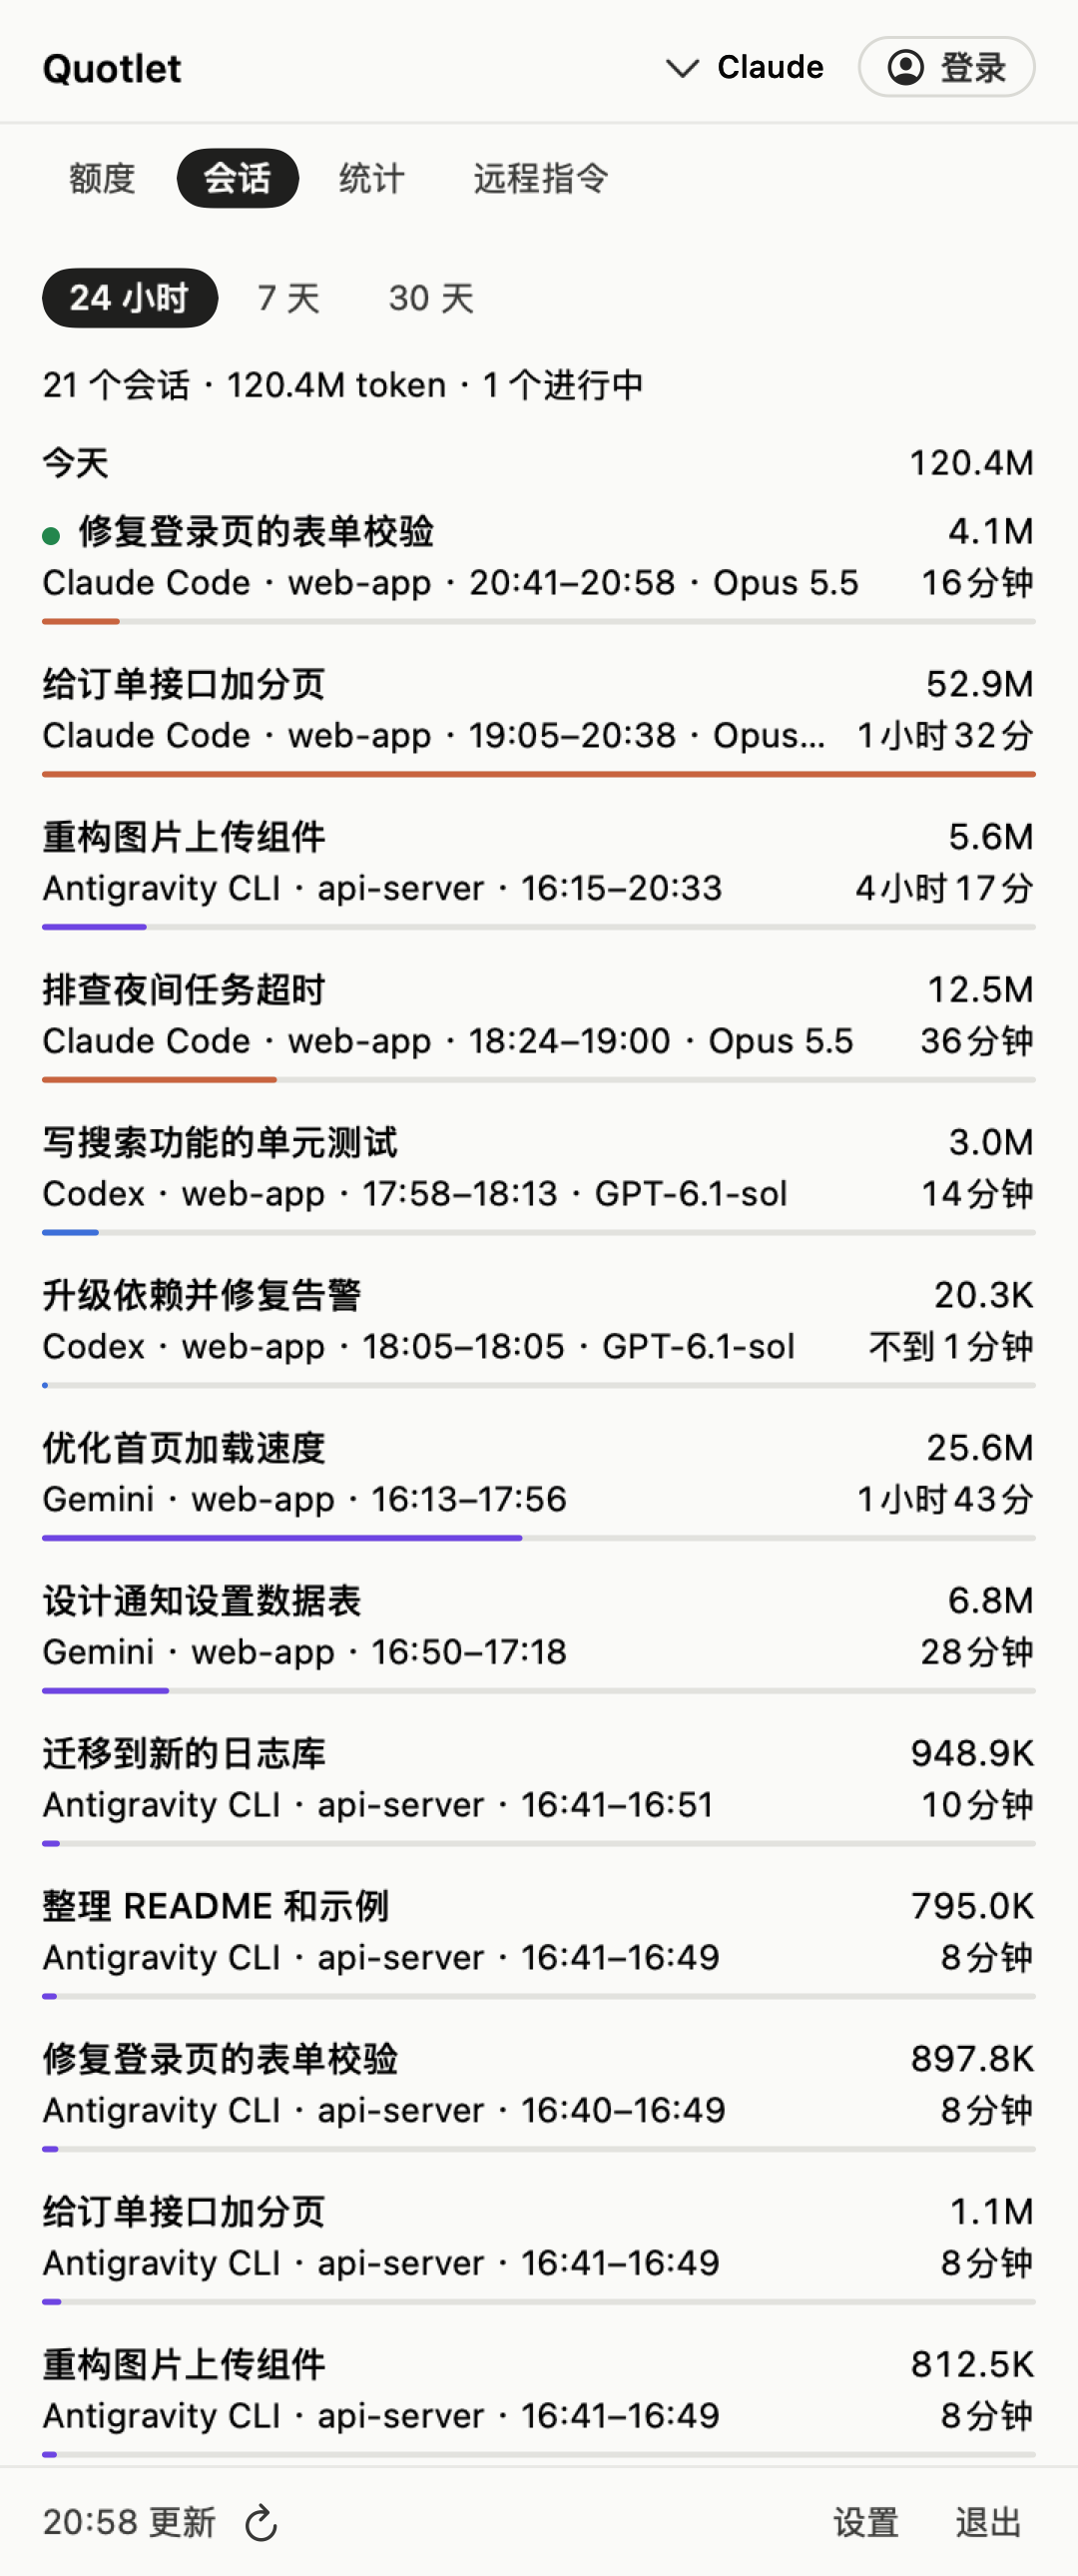 Quotlet
Claude 登录
额度 会话 统计 远程指令
24 小时 7 天 30 天
21 个会话 · 120.4M token · 1 个进行中
今天 120.4M
修复登录页的表单校验 4.1M
Claude Code · web-app · 20:41–20:58 · Opus 5.5 16分钟
给订单接口加分页 52.9M
Claude Code · web-app · 19:05–20:38 · Opus... 1小时32分
重构图片上传组件 5.6M
Antigravity CLI · api-server · 16:15–20:33 4小时17分
排查夜间任务超时 12.5M
Claude Code · web-app · 18:24–19:00 · Opus 5.5 36分钟
写搜索功能的单元测试 3.0M
Codex · web-app · 17:58–18:13 · GPT-6.1-sol 14分钟
升级依赖并修复告警 20.3K
Codex · web-app · 18:05–18:05 · GPT-6.1-sol 不到 1分钟
优化首页加载速度 25.6M
Gemini · web-app · 16:13–17:56 1小时43分
设计通知设置数据表 6.8M
Gemini · web-app · 16:50–17:18 28分钟
迁移到新的日志库 948.9K
Antigravity CLI · api-server · 16:41–16:51 10分钟
整理 README 和示例 795.0K
Antigravity CLI · api-server · 16:41–16:49 8分钟
修复登录页的表单校验 897.8K
Antigravity CLI · api-server · 16:40–16:49 8分钟
给订单接口加分页 1.1M
Antigravity CLI · api-server · 16:41–16:49 8分钟
重构图片上传组件 812.5K
Antigravity CLI · api-server · 16:41–16:49 8分钟
20:58 更新 设置 退出